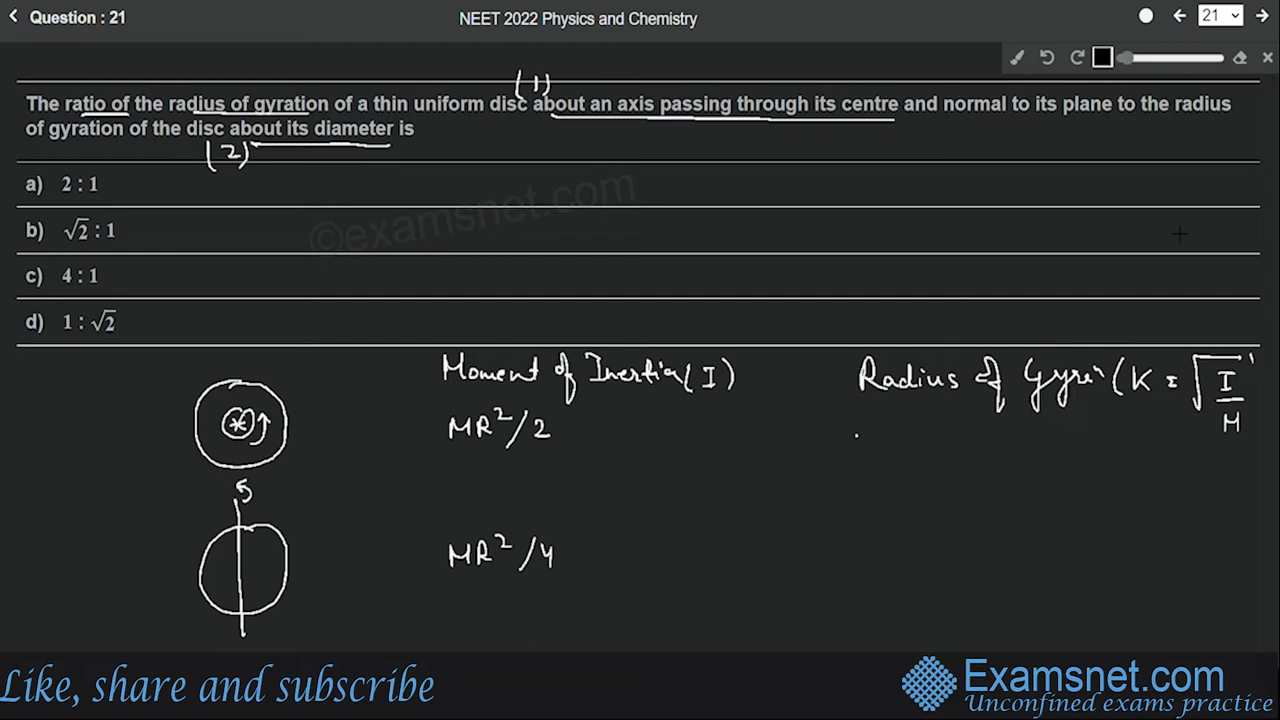 Question : 21
NEET 2022 Physics and Chemistry
21
(1)
The ratio of the radius of gyration of a thin uniform disc about an axis passing through its centre and normal to its plane to the radius
of gyration of the disc about its diameter is
(2)
a) 2 : 1
©examsnet.com
b) √2 : 1
c) 4 : 1
d) 1 : √2
Moment of Inertia (I)
Radius of Gyrⁿ (K = √I/M
MR²/2
MR²/4
Like, share and subscribe
Examsnet.com
Unconfined exams practice